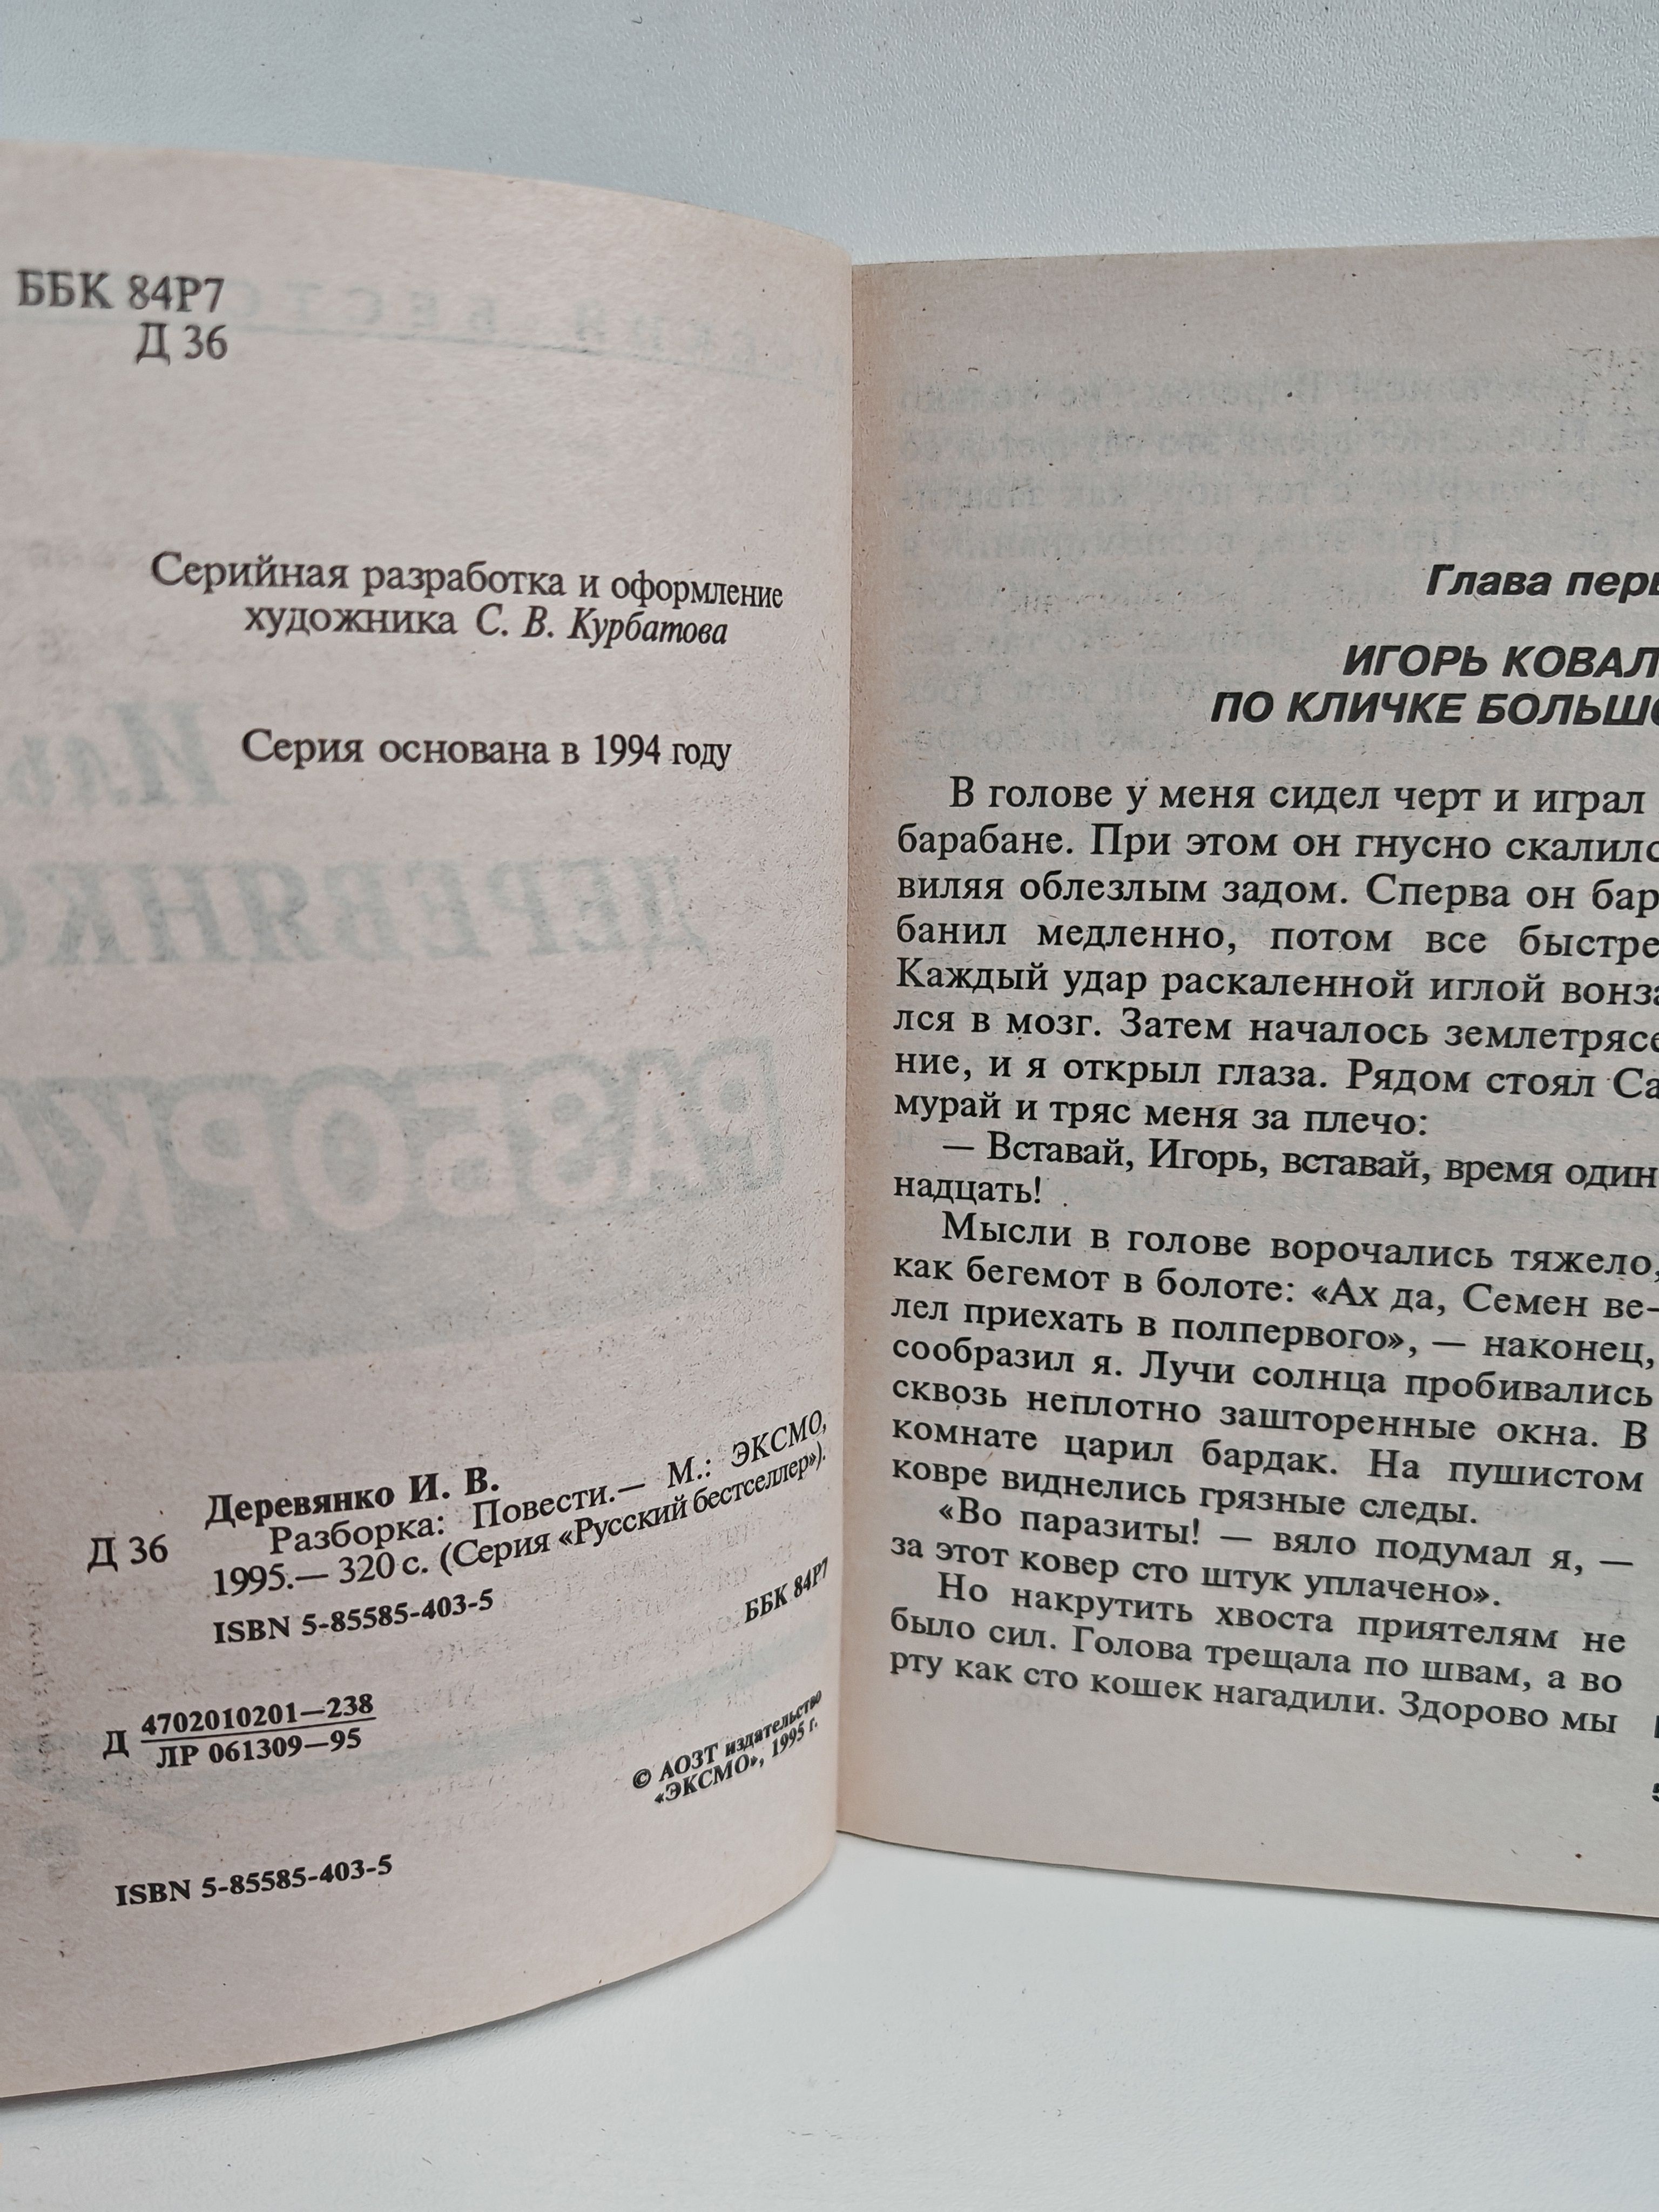 ББК 84Р7
Д 36
Серийная разработка и оформление
художника С. В. Курбатова
Серия основана в 1994 году
Деревянко И. В.
Д 36 Разборка: Повести.— М.: ЭКСМО,
1995.— 320 с. (Серия «Русский бестселлер»).
ISBN 5-85585-403-5
ББК 84Р7
Д 4702010201—238
ЛР 061309—95
© АОЗТ издательство
«ЭКСМО», 1995 г.
ISBN 5-85585-403-5
Глава перв
ИГОРЬ КОВАЛ
ПО КЛИЧКЕ БОЛЬШО
В голове у меня сидел черт и играл
барабане. При этом он гнусно скалилс
виляя облезлым задом. Сперва он бар
банил медленно, потом все быстре
Каждый удар раскаленной иглой вонза
лся в мозг. Затем началось землетрясе
ние, и я открыл глаза. Рядом стоял Са
мурай и тряс меня за плечо:
— Вставай, Игорь, вставай, время один
надцать!
Мысли в голове ворочались тяжело,
как бегемот в болоте: «Ах да, Семен ве-
лел приехать в полпервого», — наконец,
сообразил я. Лучи солнца пробивались
сквозь неплотно зашторенные окна. В
комнате царил бардак. На пушистом
ковре виднелись грязные следы.
«Во паразиты! — вяло подумал я, —
за этот ковер сто штук уплачено».
Но накрутить хвоста приятелям не
было сил. Голова трещала по швам, а во
рту как сто кошек нагадили. Здорово мы